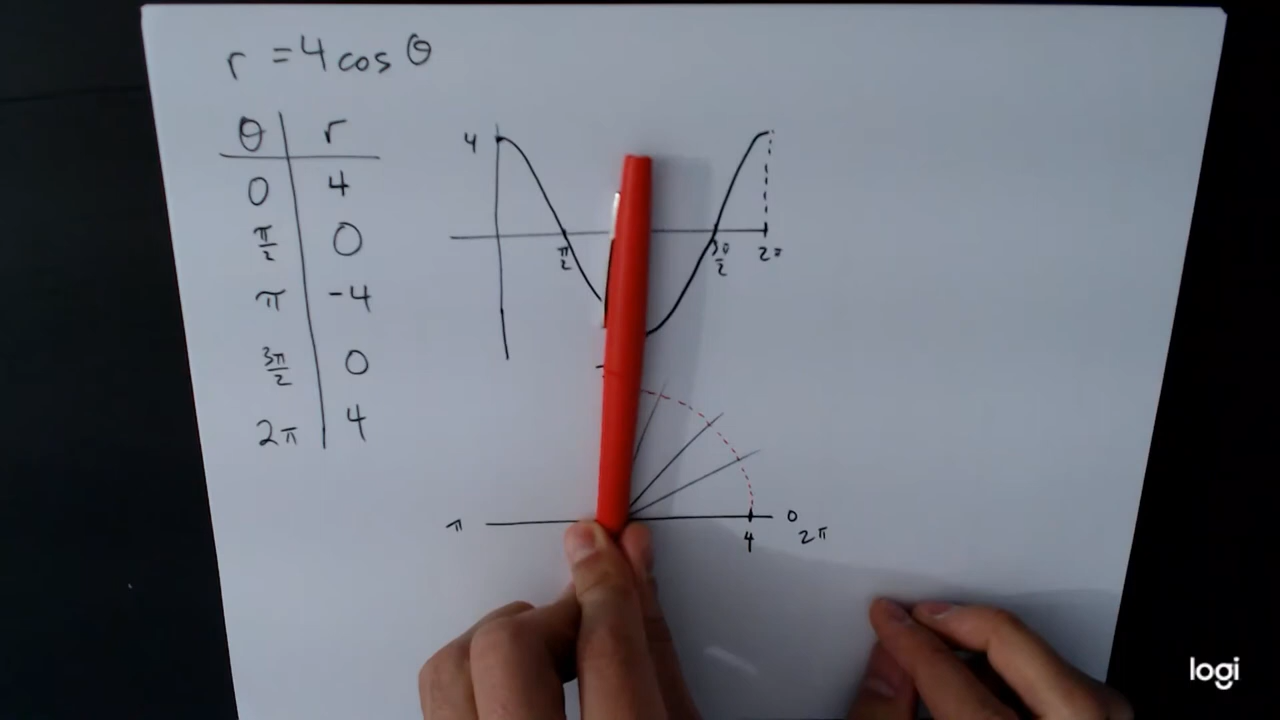 r = 4 cos θ
θ r
0 4
π/2 0
π -4
3π/2 0
2π 4
4
π/2 3π/2 2π
π 0
4 2π
logi